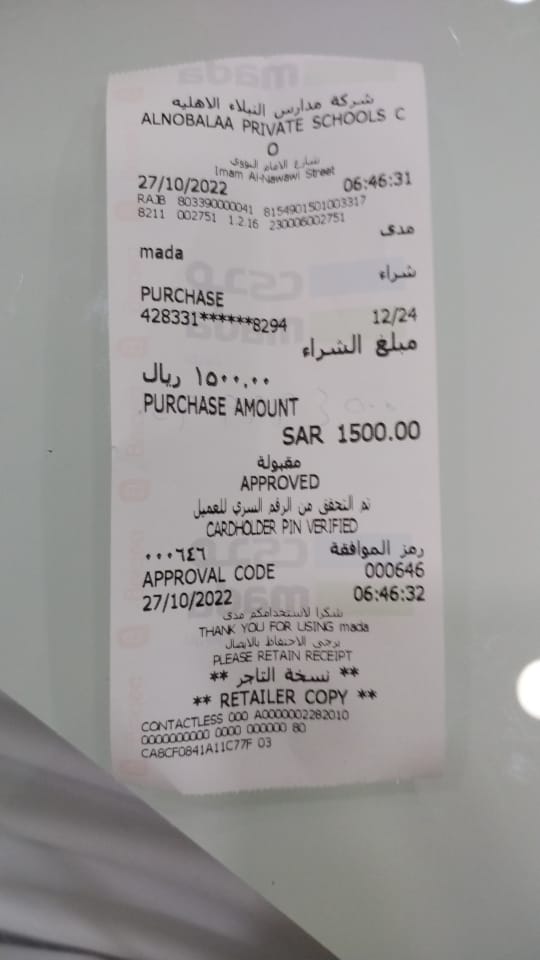 شركة مدارس النبلاء الاهليه
ALNOBALAA PRIVATE SCHOOLS C
O
شارع الامام النووي
Imam Al-Nawawi Street
27/10/2022 06:46:31
RAJB 803390000041 8154901501003317
8211 002751 1.2.16 230006002751
مدى
mada
شراء
PURCHASE
428331******8294 12/24
مبلغ الشراء
١٥٠٠.٠٠ ريال
PURCHASE AMOUNT
SAR 1500.00
مقبولة
APPROVED
تم التحقق من الرقم السري للعميل
CARDHOLDER PIN VERIFIED
رمز الموافقة ٠٠٠٦٤٦
APPROVAL CODE 000646
27/10/2022 06:46:32
شكرا لاستخدامكم مدى
THANK YOU FOR USING mada
يرجى الاحتفاظ بالايصال
PLEASE RETAIN RECEIPT
** نسخة التاجر **
** RETAILER COPY **
CONTACTLESS 000 A0000002282010
0000000000 0000 000000 80
CA8CF0841A11C77F 03